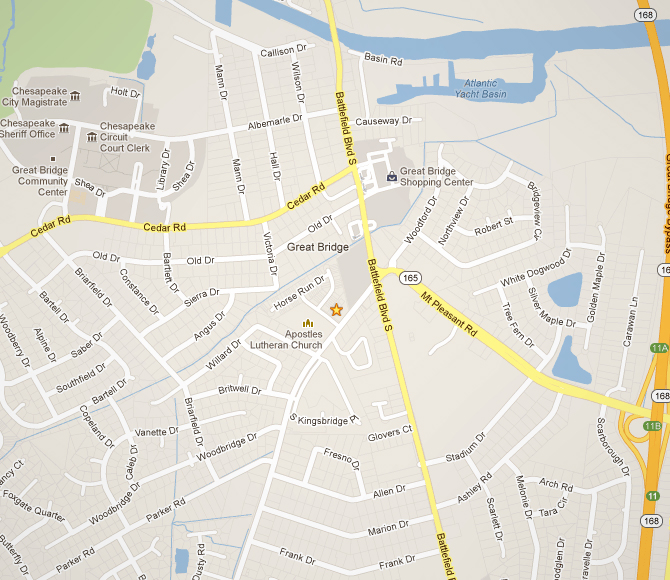 168
Callison Dr
Basin Rd
Mann Dr
Wilson Dr
Atlantic
Yacht Basin
Chesapeake
City Magistrate
Holt Dr
Battlefield Blvd S
Albemarle Dr
Causeway Dr
Chesapeake
Sheriff Office
Chesapeake
Circuit
Court Clerk
Great Bridge
Community
Center
Library Dr
Shea Dr
Shea Dr
Mann Dr
Hall Dr
Great Bridge
Shopping Center
Cedar Rd
Cedar Rd
Cedar Rd
Old Dr
Woodford Dr
Northview Dr
Robert St
Bridgeview Cir
168
Great Bridge
Victoria Dr
Old Dr
Old Dr
Bartlett Dr
Briarfield Dr
Constance Dr
Sierra Dr
Horse Run Dr
Battlefield Blvd S
165
Mt Pleasant Rd
White Dogwood Dr
Silver Maple Dr
Tree Fern Dr
Golden Maple Dr
Carawan Ln
Bartell Dr
Woodberry Dr
Alpine Dr
Saber Dr
Angus Dr
Willard Dr
Apostles
Lutheran Church
11A
Southfield Dr
Bartell Dr
Britwell Dr
168
11B
Copeland Dr
Briarfield Dr
Vanette Dr
Woodbridge Dr
S
Kingsbridge
Glovers Ct
Stadium Dr
Scarborough Dr
Caleb Dr
Fresno Dr
Foxgate Quarter
Woodbridge Dr
Parker Rd
Allen Dr
Ashley Rd
Arch Rd
Tara Cir
Melonie Dr
Scarlett Dr
11
168
Marion Dr
Butterfly Dr
Parker Rd
Dusty Rd
Frank Dr
Frank Dr
Battlefield